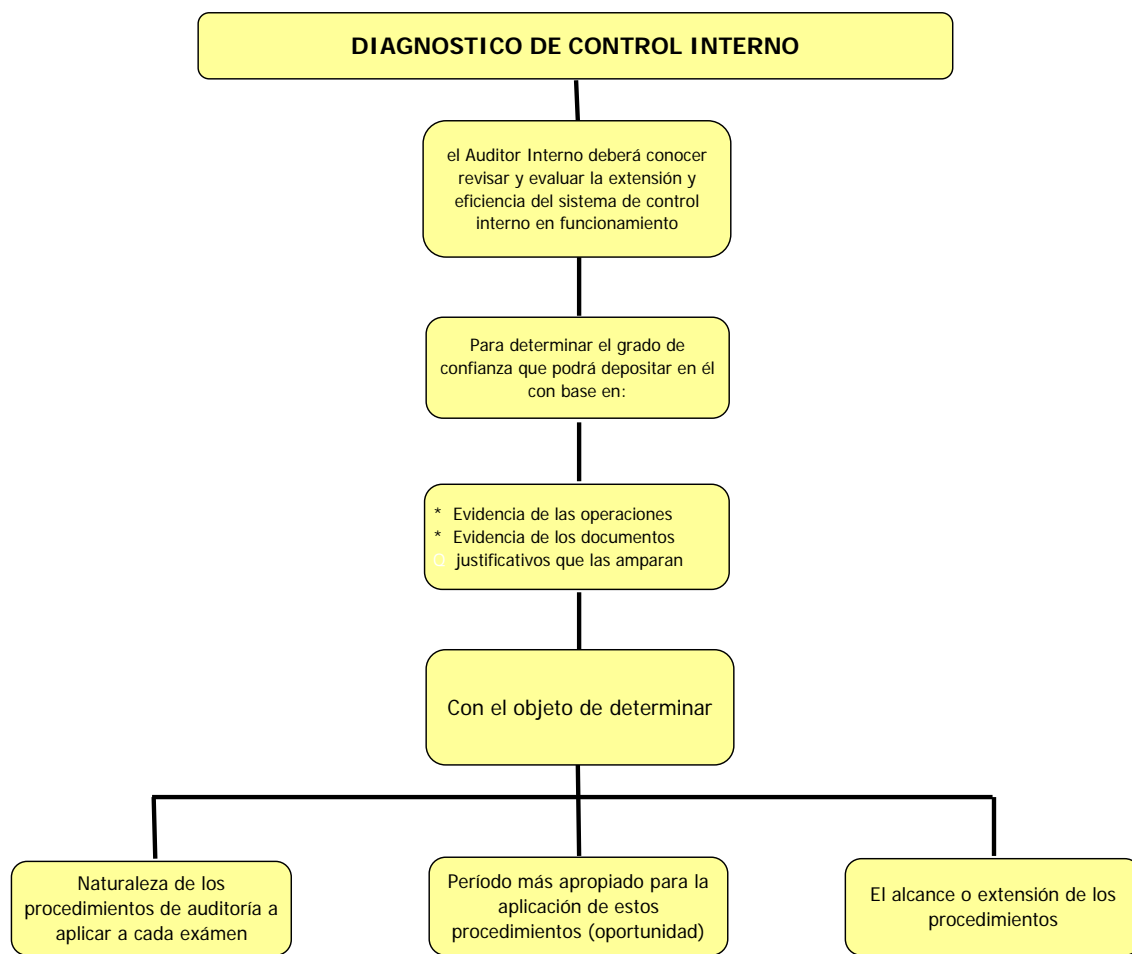 DIAGNOSTICO DE CONTROL INTERNO
el Auditor Interno deberá conocer
revisar y evaluar la extensión y
eficiencia del sistema de control
interno en funcionamiento
Para determinar el grado de
confianza que podrá depositar en él
con base en:
* Evidencia de las operaciones
* Evidencia de los documentos
O justificativos que las amparan
Con el objeto de determinar
Naturaleza de los
procedimientos de auditoría a
aplicar a cada exámen
Período más apropiado para la
aplicación de estos
procedimientos (oportunidad)
El alcance o extensión de los
procedimientos